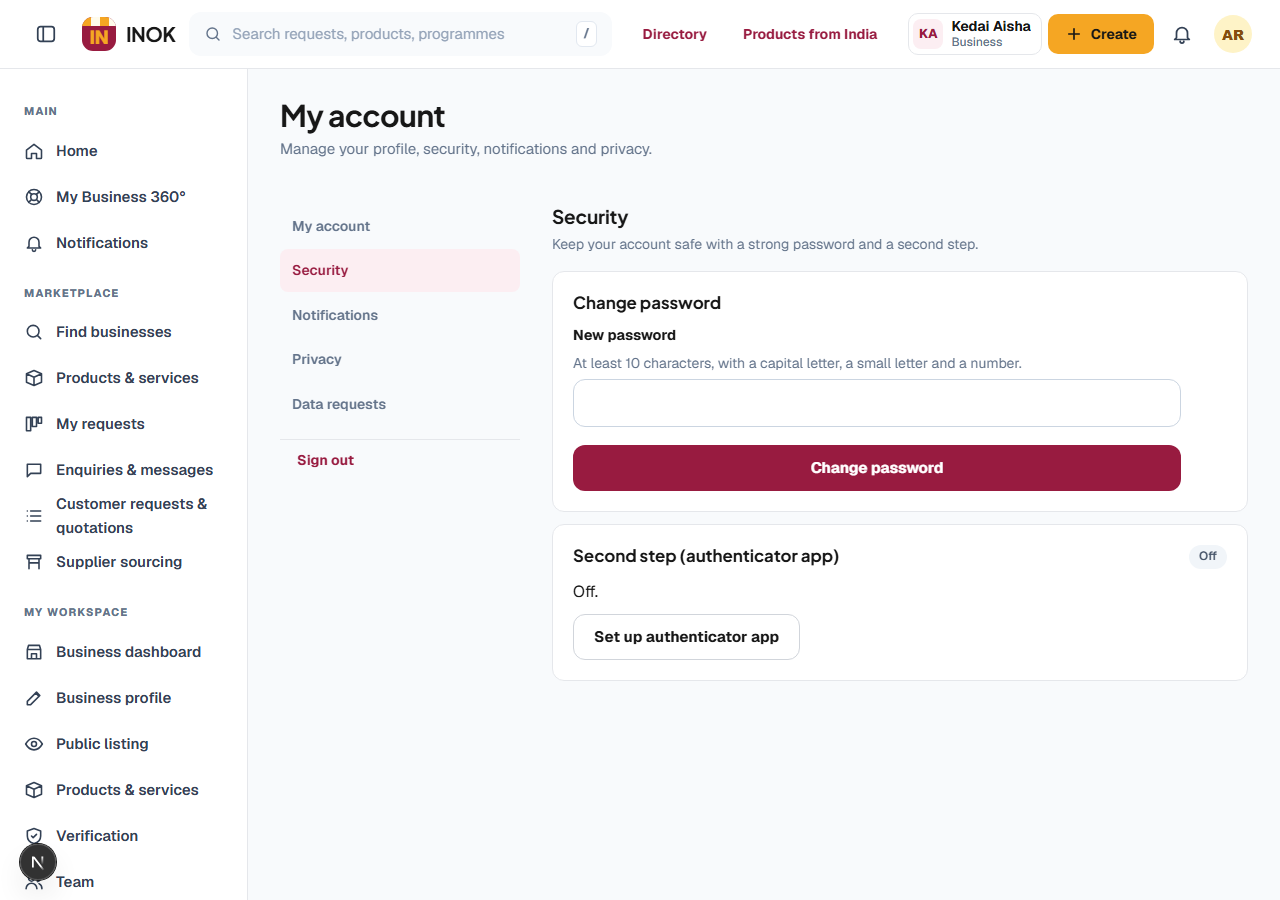 IN INOK
Search requests, products, programmes
/
Directory
Products from India
KA
Kedai Aisha
Business
+ Create
AR
MAIN
Home
My Business 360°
Notifications
MARKETPLACE
Find businesses
Products & services
My requests
Enquiries & messages
Customer requests &
quotations
Supplier sourcing
MY WORKSPACE
Business dashboard
Business profile
Public listing
Products & services
Verification
N
Team
My account
Manage your profile, security, notifications and privacy.
My account
Security
Notifications
Privacy
Data requests
Sign out
Security
Keep your account safe with a strong password and a second step.
Change password
New password
At least 10 characters, with a capital letter, a small letter and a number.
Change password
Second step (authenticator app)
Off
Off.
Set up authenticator app